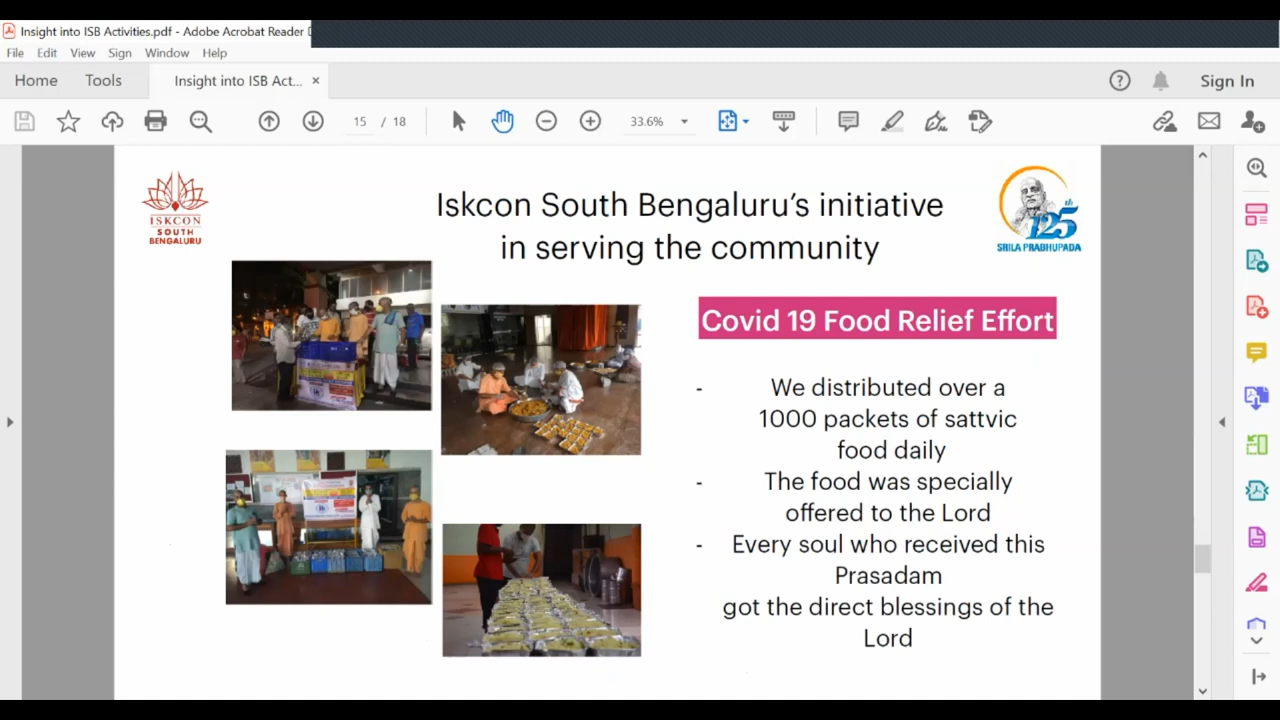 Insight into ISB Activities.pdf - Adobe Acrobat Reader
File Edit View Sign Window Help
Home Tools Insight into ISB Act... × Sign In
15 / 18 33.6%
ISKCON
SOUTH
BENGALURU
Iskcon South Bengaluru's initiative
in serving the community
125th
SRILA PRABHUPADA
Covid 19 Food Relief Effort
- We distributed over a
1000 packets of sattvic
food daily
- The food was specially
offered to the Lord
- Every soul who received this
Prasadam
got the direct blessings of the
Lord